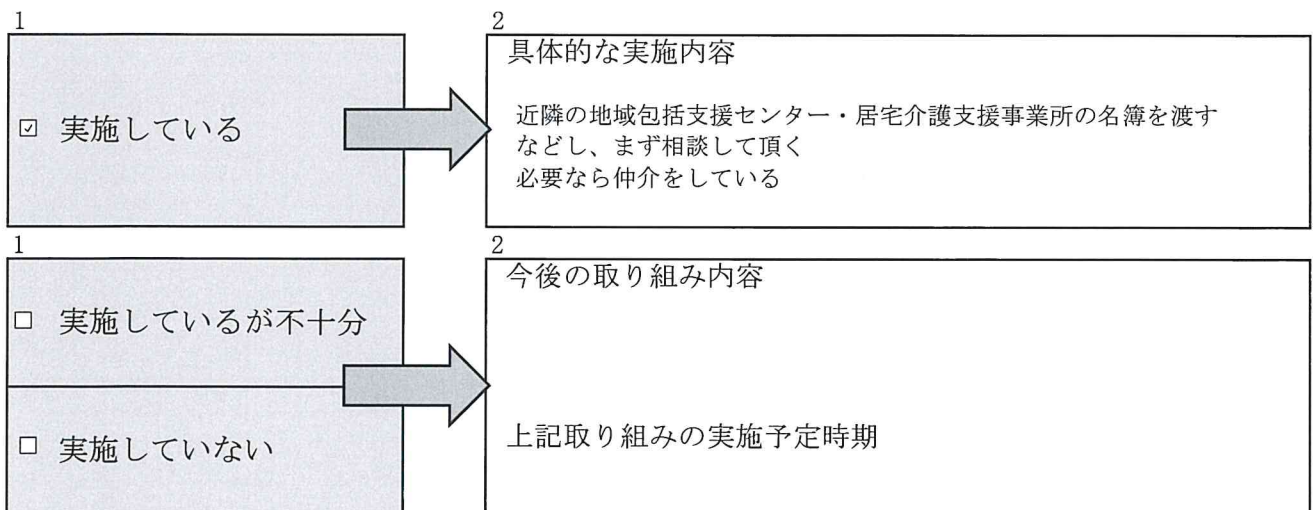 1
2
☑ 実施している
具体的な実施内容
近隣の地域包括支援センター・居宅介護支援事業所の名簿を渡す
などし、まず相談して頂く
必要なら仲介をしている
1
2
□ 実施しているが不十分
□ 実施していない
今後の取り組み内容
上記取り組みの実施予定時期